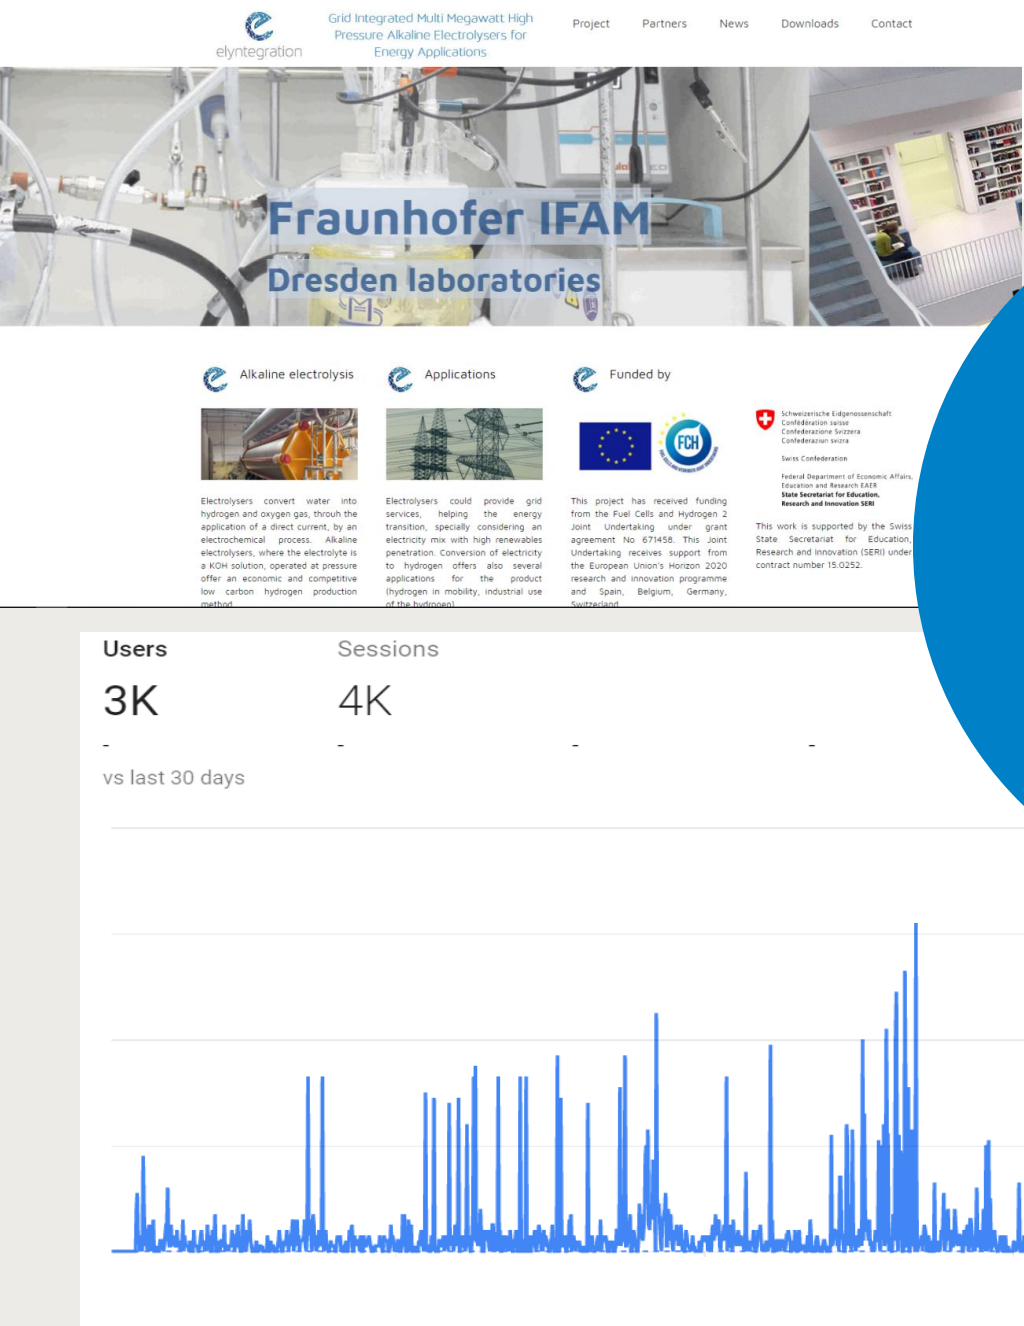 elyntegration
Grid Integrated Multi Megawatt High
Pressure Alkaline Electrolysers for
Energy Applications
Project
Partners
News
Downloads
Contact
Fraunhofer IFAM
Dresden laboratories
Alkaline electrolysis
Electrolysers convert water into
hydrogen and oxygen gas, throuh the
application of a direct current, by an
electrochemical process. Alkaline
electrolysers, where the electrolyte is
a KOH solution, operated at pressure
offer an economic and competitive
low carbon hydrogen production
method.
Applications
Electrolysers could provide grid
services, helping the energy
transition, specially considering an
electricity mix with high renewables
penetration. Conversion of electricity
to hydrogen offers also several
applications for the product
(hydrogen in mobility, industrial use
of the hydrogen)
Funded by
FCH
This project has received funding
from the Fuel Cells and Hydrogen 2
Joint Undertaking under grant
agreement No 671458. This Joint
Undertaking receives support from
the European Union's Horizon 2020
research and innovation programme
and Spain, Belgium, Germany,
Switzerland.
Schweizerische Eidgenossenschaft
Confédération suisse
Confederazione Svizzera
Confederaziun svizra
Swiss Confederation
Federal Department of Economic Affairs,
Education and Research EAER
State Secretariat for Education,
Research and Innovation SERI
This work is supported by the Swiss
State Secretariat for Education,
Research and Innovation (SERI) under
contract number 15.0252.
Users
Sessions
3K
4K
- - - -
vs last 30 days